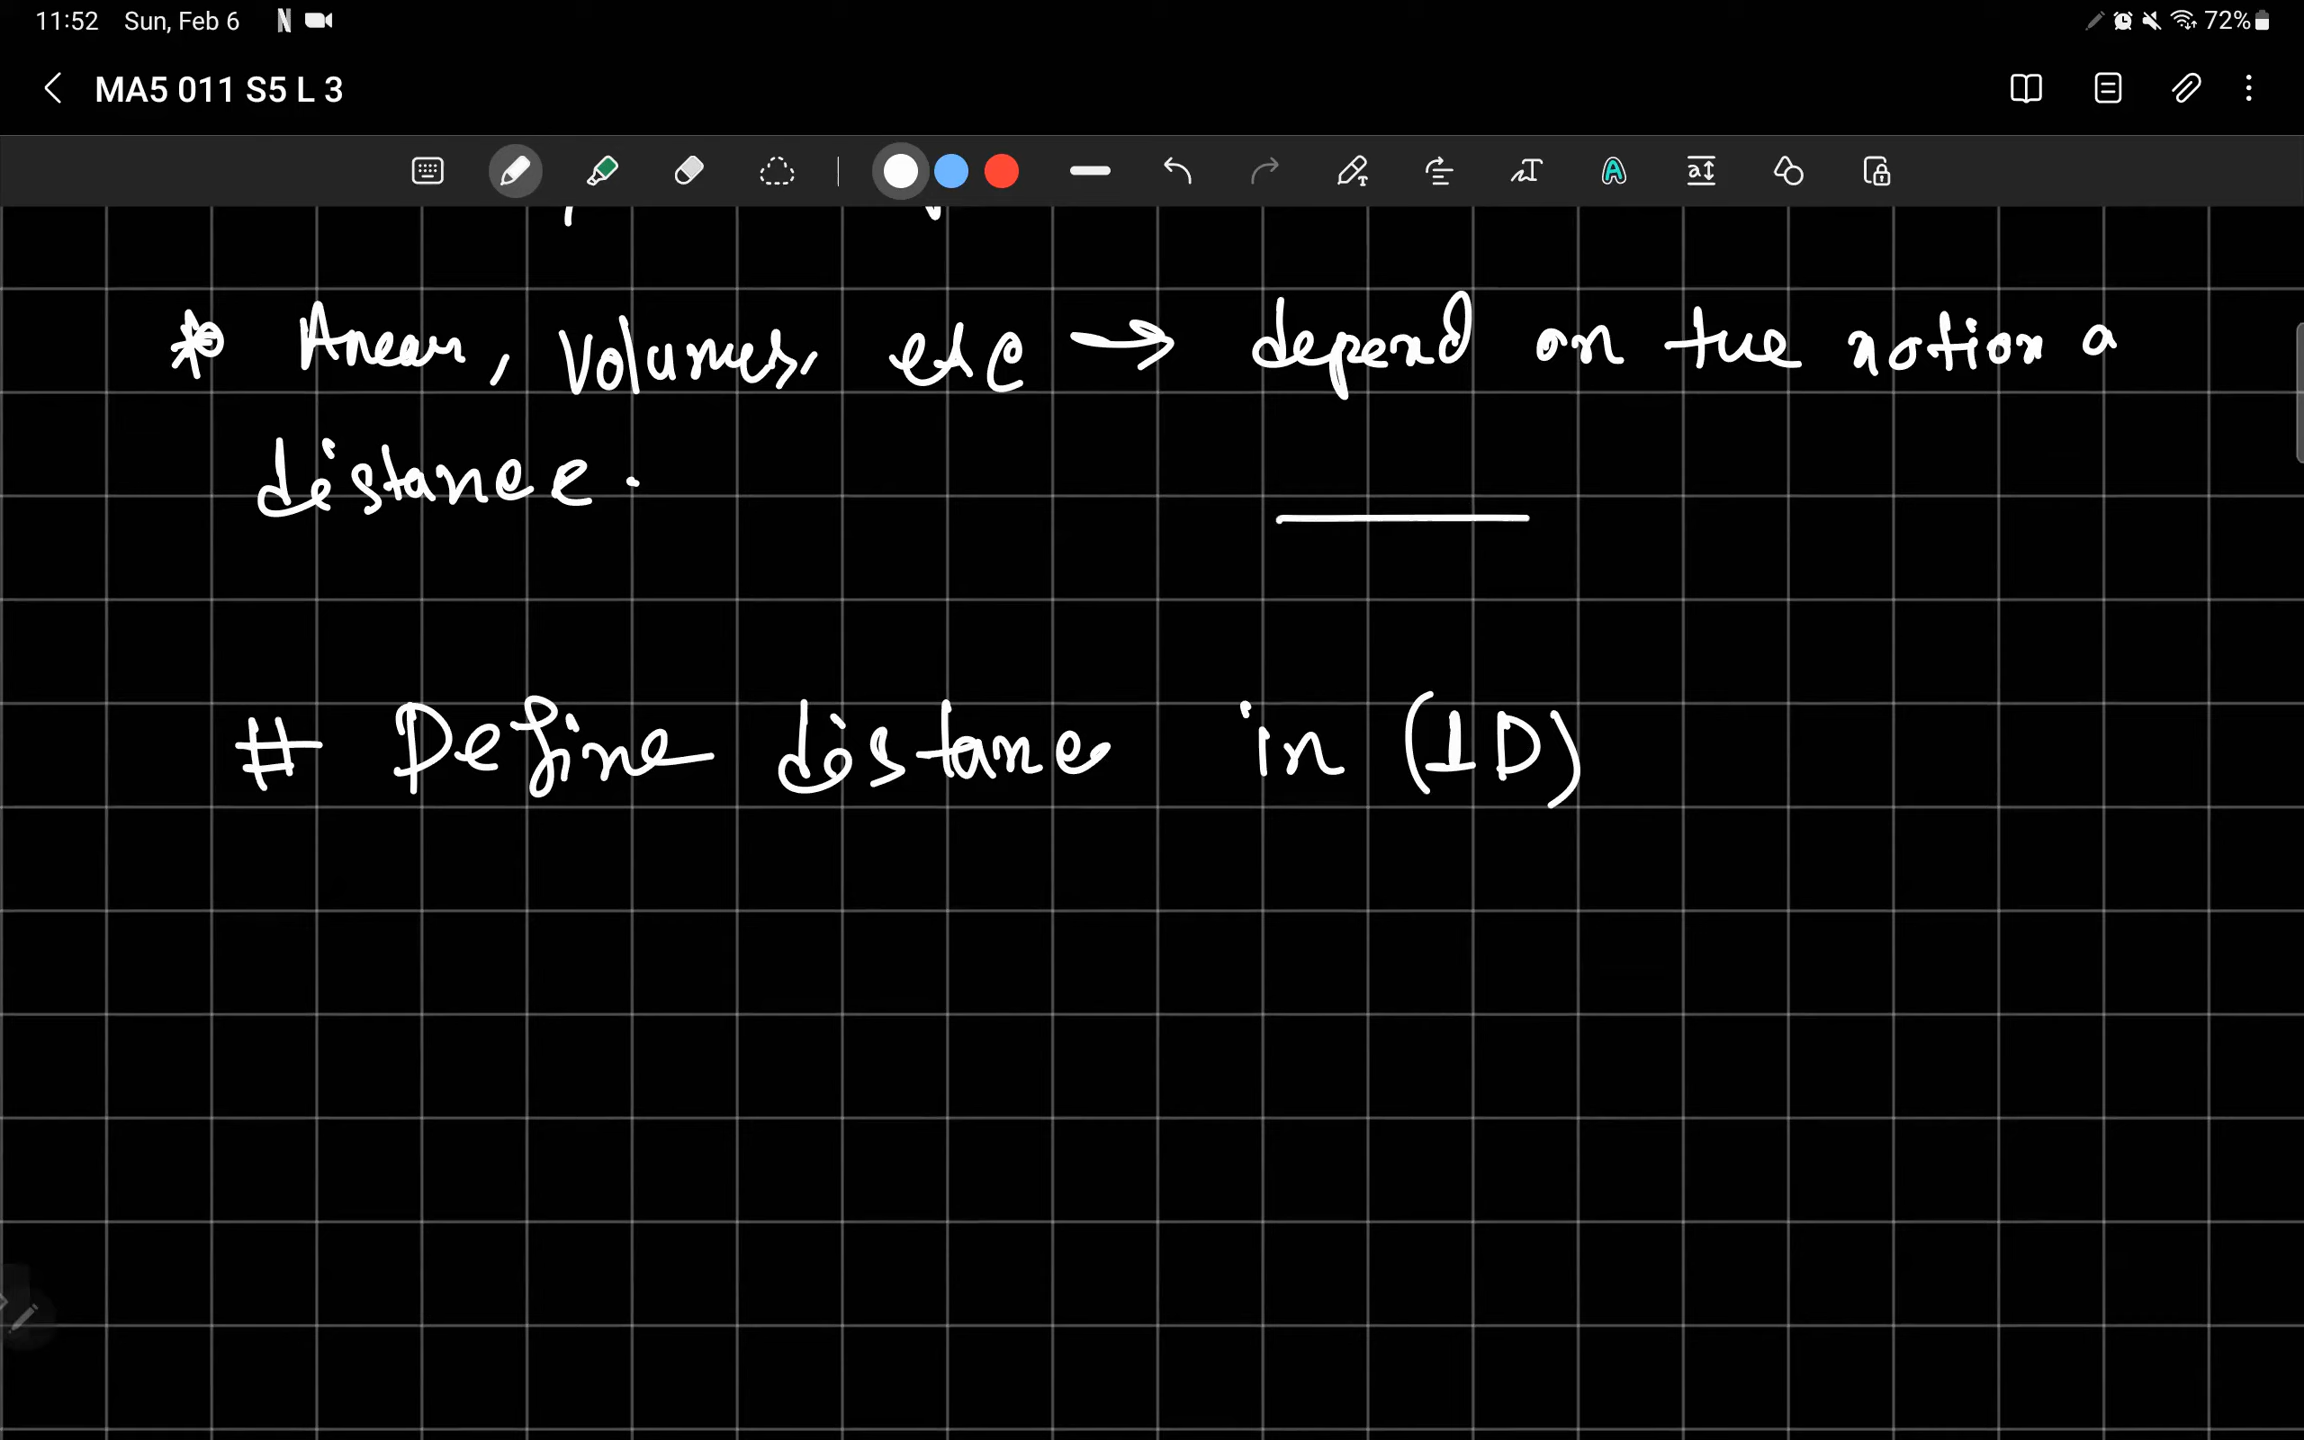 11:52 Sun, Feb 6 72%
MA5 011 S5 L 3
* Areas, Volumes, etc → depend on the notion a
distance.
# Define distance in (1D)